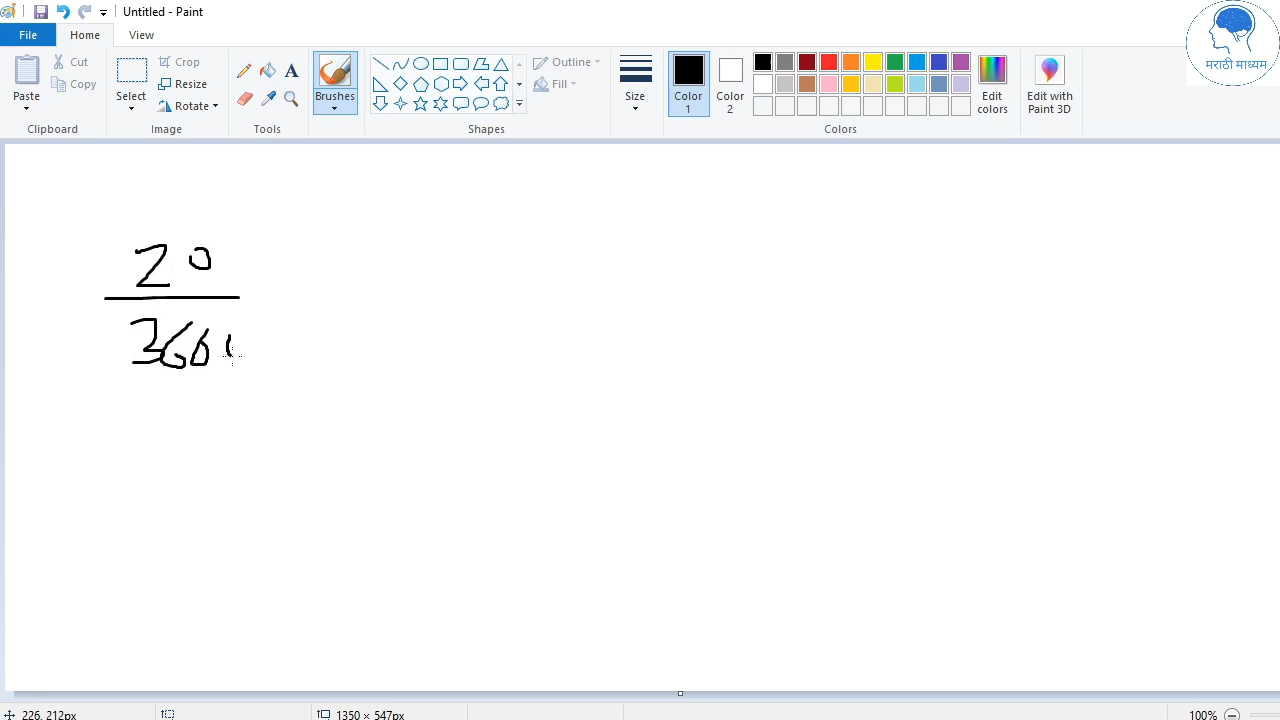 Untitled - Paint
File Home View
Paste Cut Copy
Clipboard
Select Crop Resize Rotate
Image
Tools
Brushes
Shapes
Outline
Fill
Size
Color 1
Color 2
Edit colors
Colors
Edit with Paint 3D
मराठी माध्यम
20
360
226, 212px
1350 × 547px
100%